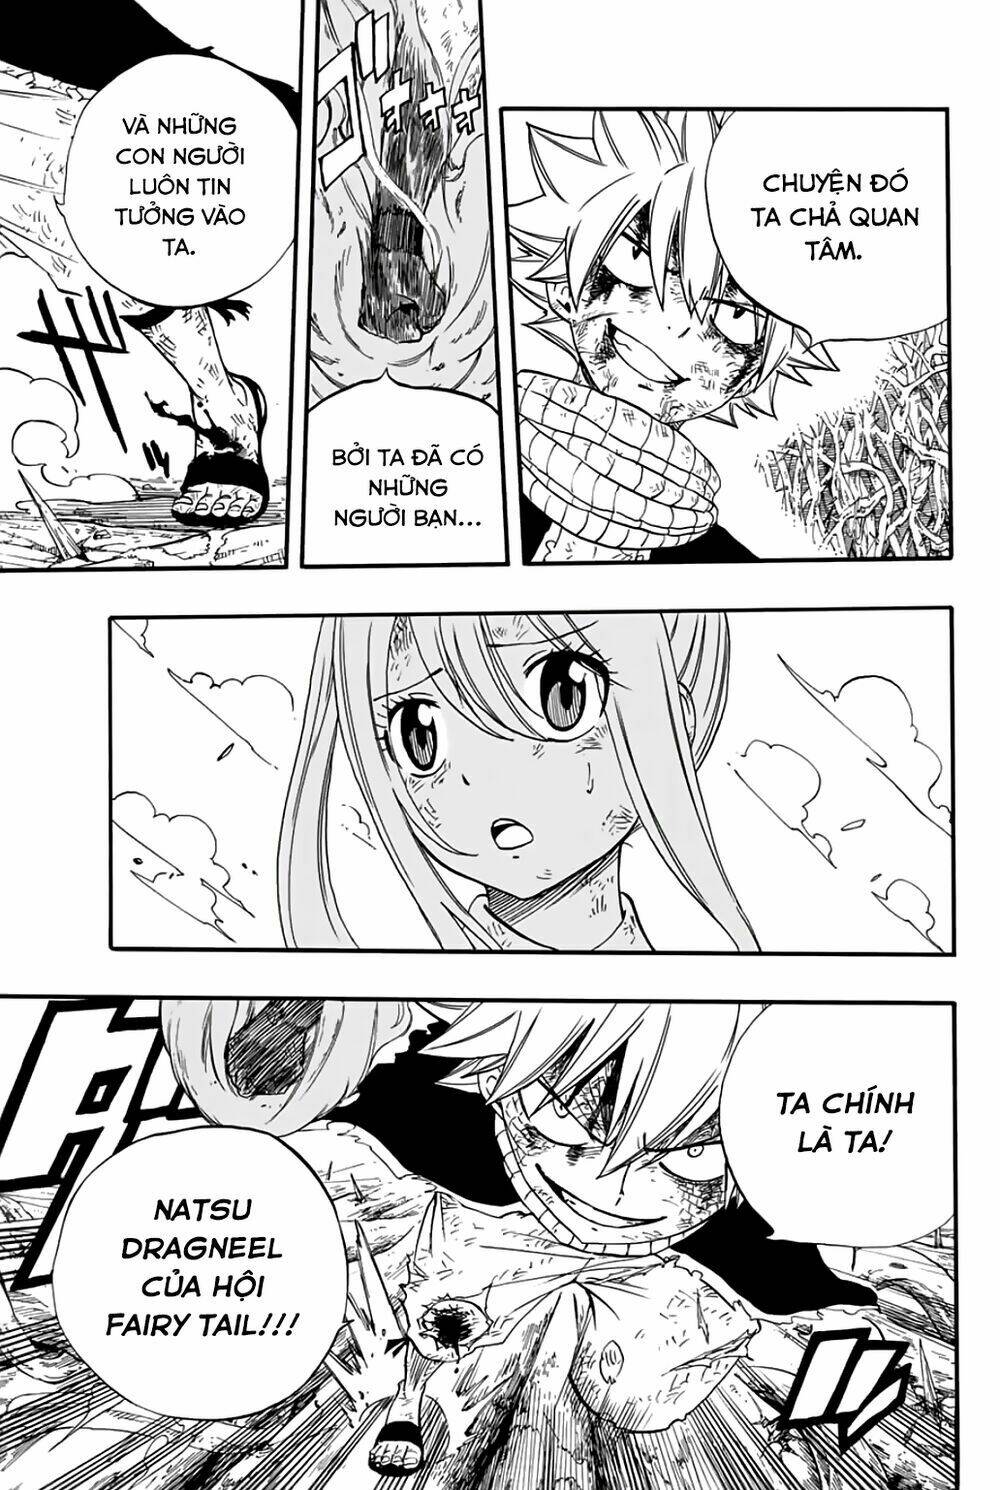 CHUYỆN ĐÓ
TA CHẢ QUAN
TÂM.
BỞI TA ĐÃ CÓ
NHỮNG
NGƯỜI BẠN...
VÀ NHỮNG
CON NGƯỜI
LUÔN TIN
TƯỞNG VÀO
TA.
TA CHÍNH
LÀ TA!
NATSU
DRAGNEEL
CỦA HỘI
FAIRY TAIL!!!